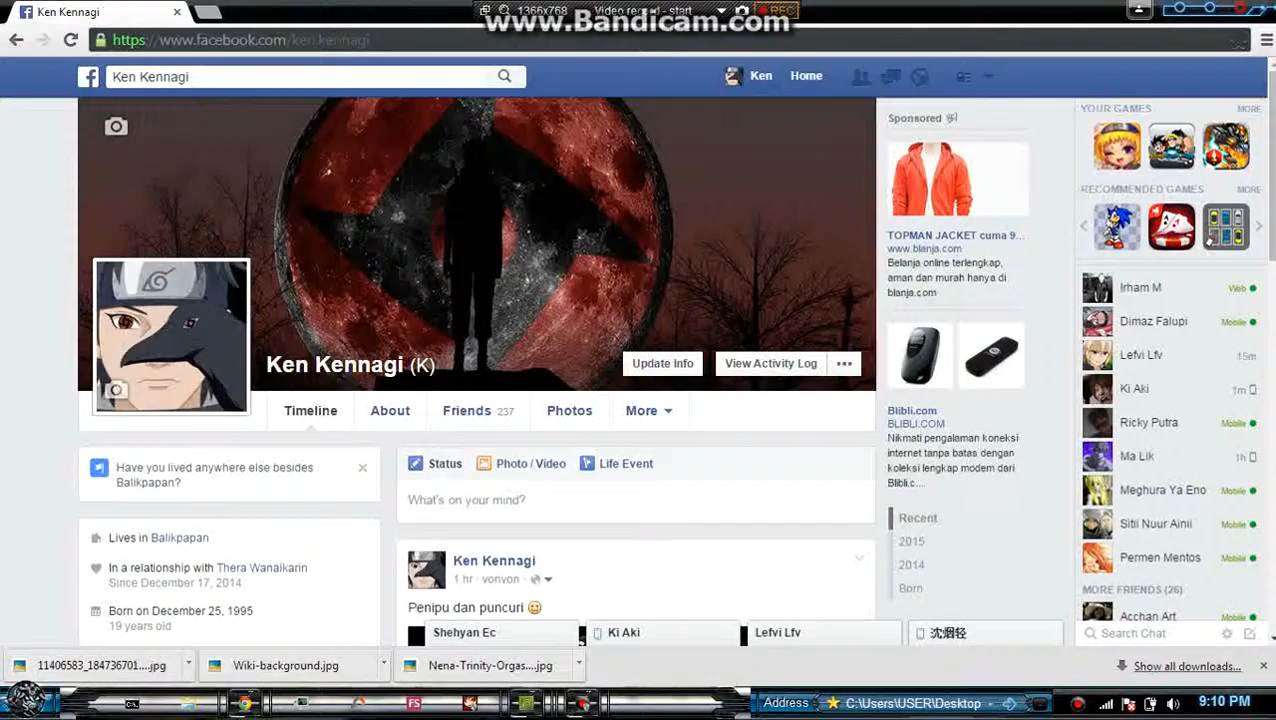 Ken Kennagi
1366x768
Video rec
start
REC
www.Bandicam.com
https://www.facebook.com/ken.kennagi
Ken Kennagi
Ken
Home
Ken Kennagi (K)
Update Info
View Activity Log
Timeline
About
Friends 237
Photos
More
Have you lived anywhere else besides
Balikpapan?
Lives in Balikpapan
In a relationship with Thera Wanaikarin
Since December 17, 2014
Born on December 25, 1995
19 years old
Status
Photo / Video
Life Event
What's on your mind?
Ken Kennagi
1 hr · vonvon ·
Penipu dan puncuri
Sponsored
TOPMAN JACKET cuma 9...
www.blanja.com
Belanja online terlengkap,
aman dan murah hanya di
blanja.com
Blibli.com
BLIBLI.COM
Nikmati pengalaman koneksi
internet tanpa batas dengan
koleksi lengkap modem dari
Blibli.c....
Recent
2015
2014
Born
YOUR GAMES
MORE
RECOMMENDED GAMES
MORE
Irham M
Web
Dimaz Falupi
Mobile
Lefvi Lfv
15m
Ki Aki
1m
Ricky Putra
Mobile
Ma Lik
1h
Meghura Ya Eno
Mobile
Sitii Nuur Ainii
Mobile
Permen Mentos
Mobile
MORE FRIENDS (26)
Acchan Art
Mobile
Search Chat
Shehyan Ec
Ki Aki
Lefvi Lfv
沈烟轻
11406583_184736701....jpg
Wiki-background.jpg
Nena-Trinity-Orgas....jpg
Show all downloads...
FS
Address
C:\Users\USER\Desktop
9:10 PM